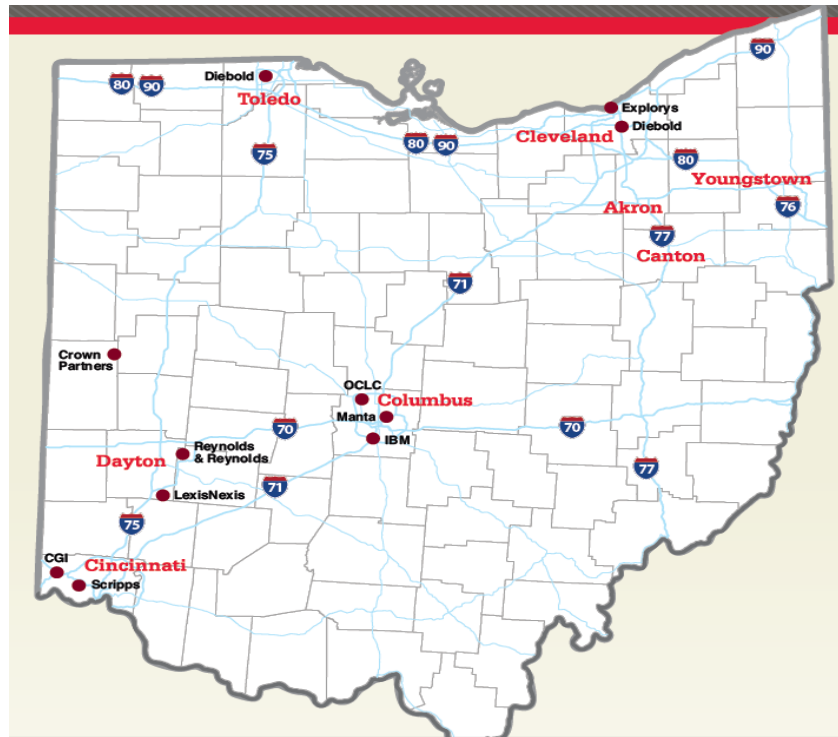 90
Diebold
80
90
Toledo
Explorys
Cleveland
Diebold
80
90
75
80
Youngstown
Akron
76
77
Canton
71
Crown
Partners
OCLC
Columbus
Manta
70
70
IBM
Reynolds
& Reynolds
Dayton
77
71
LexisNexis
75
CGI
Cincinnati
Scripps